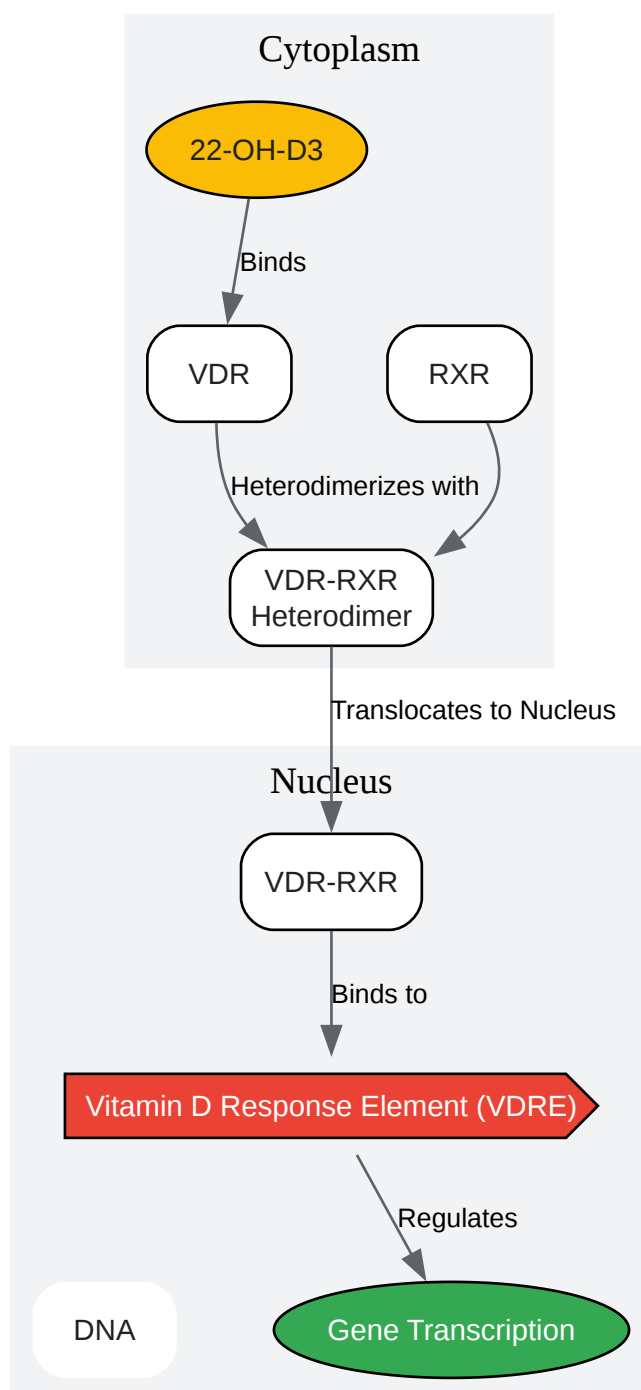 Cytoplasm
22-OH-D3
Binds
VDR
RXR
Heterodimerizes with
VDR-RXR
Heterodimer
Translocates to Nucleus
Nucleus
VDR-RXR
Binds to
Vitamin D Response Element (VDRE)
Regulates
DNA
Gene Transcription